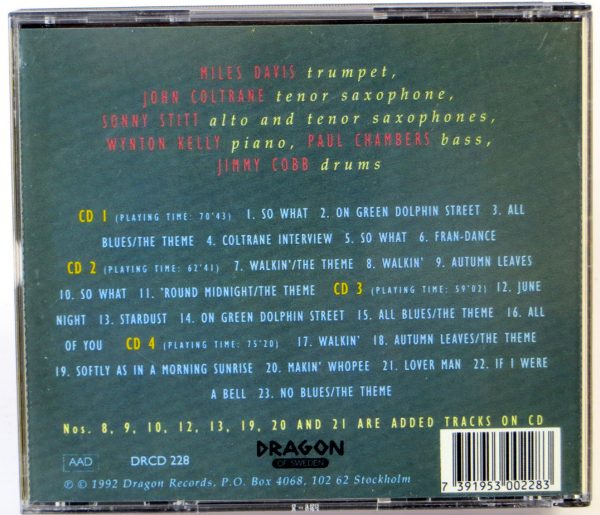 MILES DAVIS trumpet,
JOHN COLTRANE tenor saxophone,
SONNY STITT alto and tenor saxophones,
WYNTON KELLY piano, PAUL CHAMBERS bass,
JIMMY COBB drums
CD 1 (PLAYING TIME: 70'43) 1. SO WHAT 2. ON GREEN DOLPHIN STREET 3. ALL
BLUES/THE THEME 4. COLTRANE INTERVIEW 5. SO WHAT 6. FRAN-DANCE
CD 2 (PLAYING TIME: 62'41) 7. WALKIN'/THE THEME 8. WALKIN' 9. AUTUMN LEAVES
10. SO WHAT 11. 'ROUND MIDNIGHT/THE THEME CD 3 (PLAYING TIME: 59'02) 12. JUNE
NIGHT 13. STARDUST 14. ON GREEN DOLPHIN STREET 15. ALL BLUES/THE THEME 16. ALL
OF YOU CD 4 (PLAYING TIME: 75'20) 17. WALKIN' 18. AUTUMN LEAVES/THE THEME
19. SOFTLY AS IN A MORNING SUNRISE 20. MAKIN' WHOPEE 21. LOVER MAN 22. IF I WERE
A BELL 23. NO BLUES/THE THEME
Nos. 8, 9, 10, 12, 13, 19, 20 AND 21 ARE ADDED TRACKS ON CD
DRAGON
OF SWEDEN
AAD DRCD 228
℗ © 1992 Dragon Records, P.O. Box 4068, 102 62 Stockholm
7 391953 002283